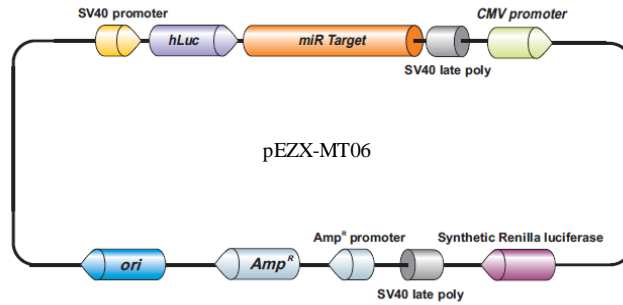 SV40 promoter
hLuc
miR Target
SV40 late poly
CMV promoter
pEZX-MT06
ori
Amp^R
Amp^R promoter
SV40 late poly
Synthetic Renilla luciferase